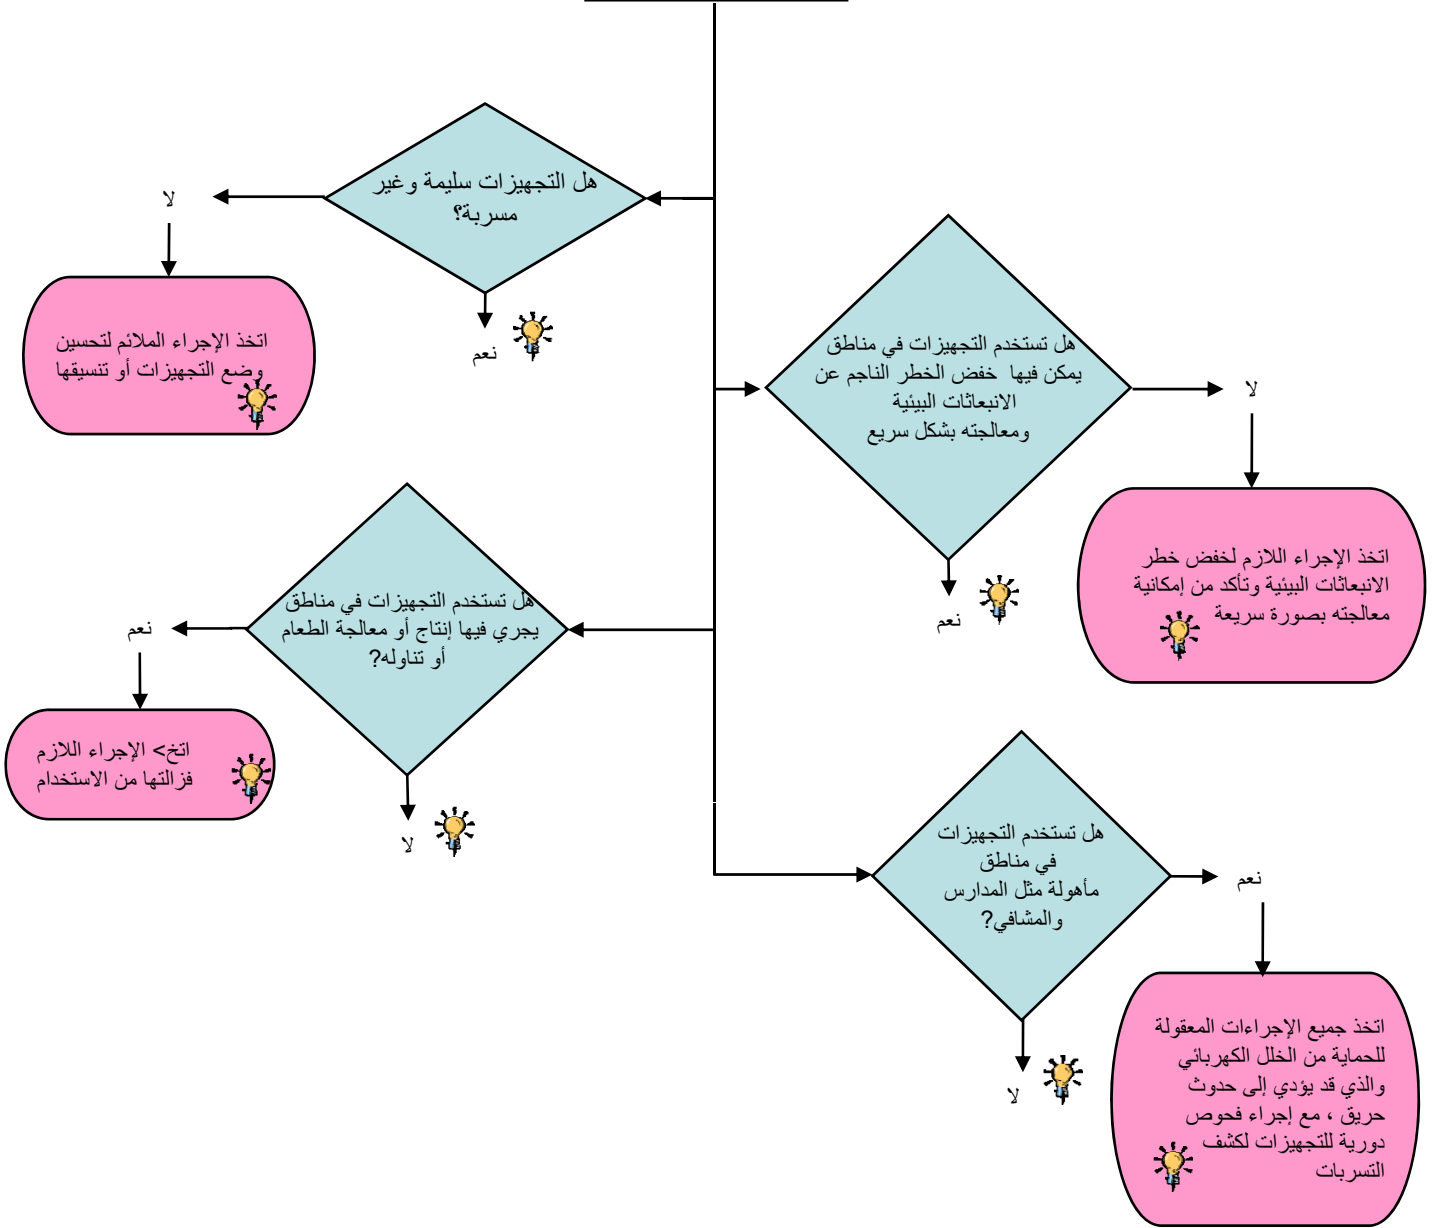 هل التجهيزات سليمة وغير
مسربة؟
لا
نعم
اتخذ الإجراء الملائم لتحسين
وضع التجهيزات أو تنسيقها
هل تستخدم التجهيزات في مناطق
يمكن فيها خفض الخطر الناجم عن
الانبعاثات البيئية
ومعالجته بشكل سريع
لا
نعم
اتخذ الإجراء اللازم لخفض خطر
الانبعاثات البيئية وتأكد من إمكانية
معالجته بصورة سريعة
هل تستخدم التجهيزات في مناطق
يجري فيها إنتاج أو معالجة الطعام
أو تناوله?
نعم
لا
اتخ> الإجراء اللازم
فزالتها من الاستخدام
هل تستخدم التجهيزات
في مناطق
مأهولة مثل المدارس
والمشافي?
نعم
لا
اتخذ جميع الإجراءات المعقولة
للحماية من الخلل الكهربائي
والذي قد يؤدي إلى حدوث
حريق ، مع إجراء فحوص
دورية للتجهيزات لكشف
التسربات